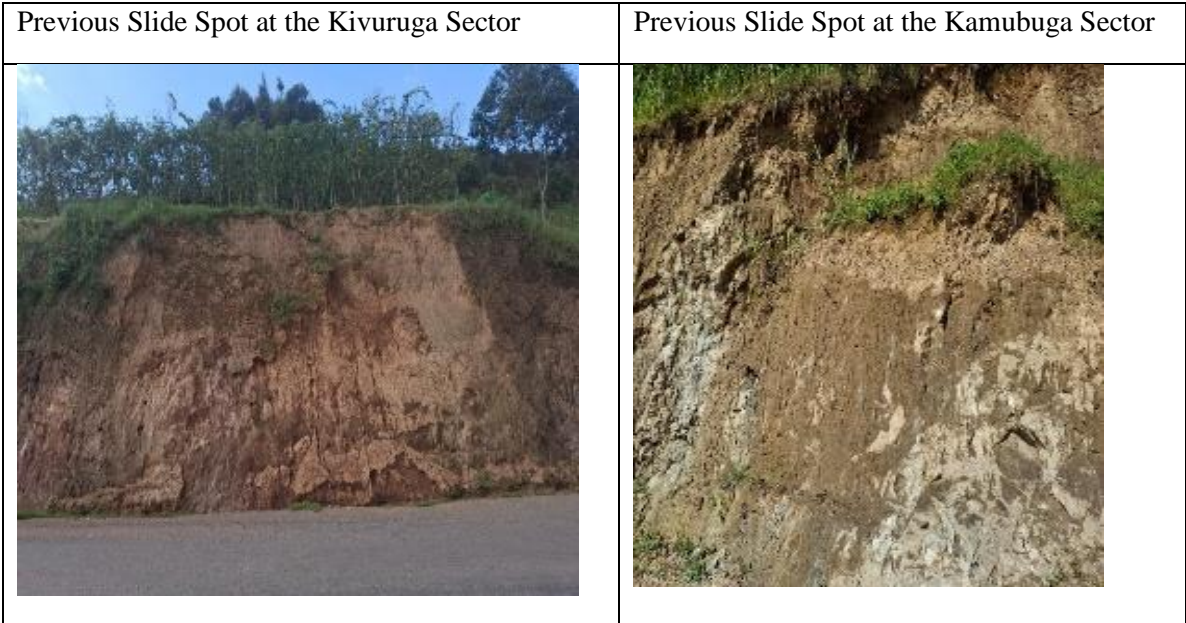 Previous Slide Spot at the Kivuruga Sector
Previous Slide Spot at the Kamubuga Sector